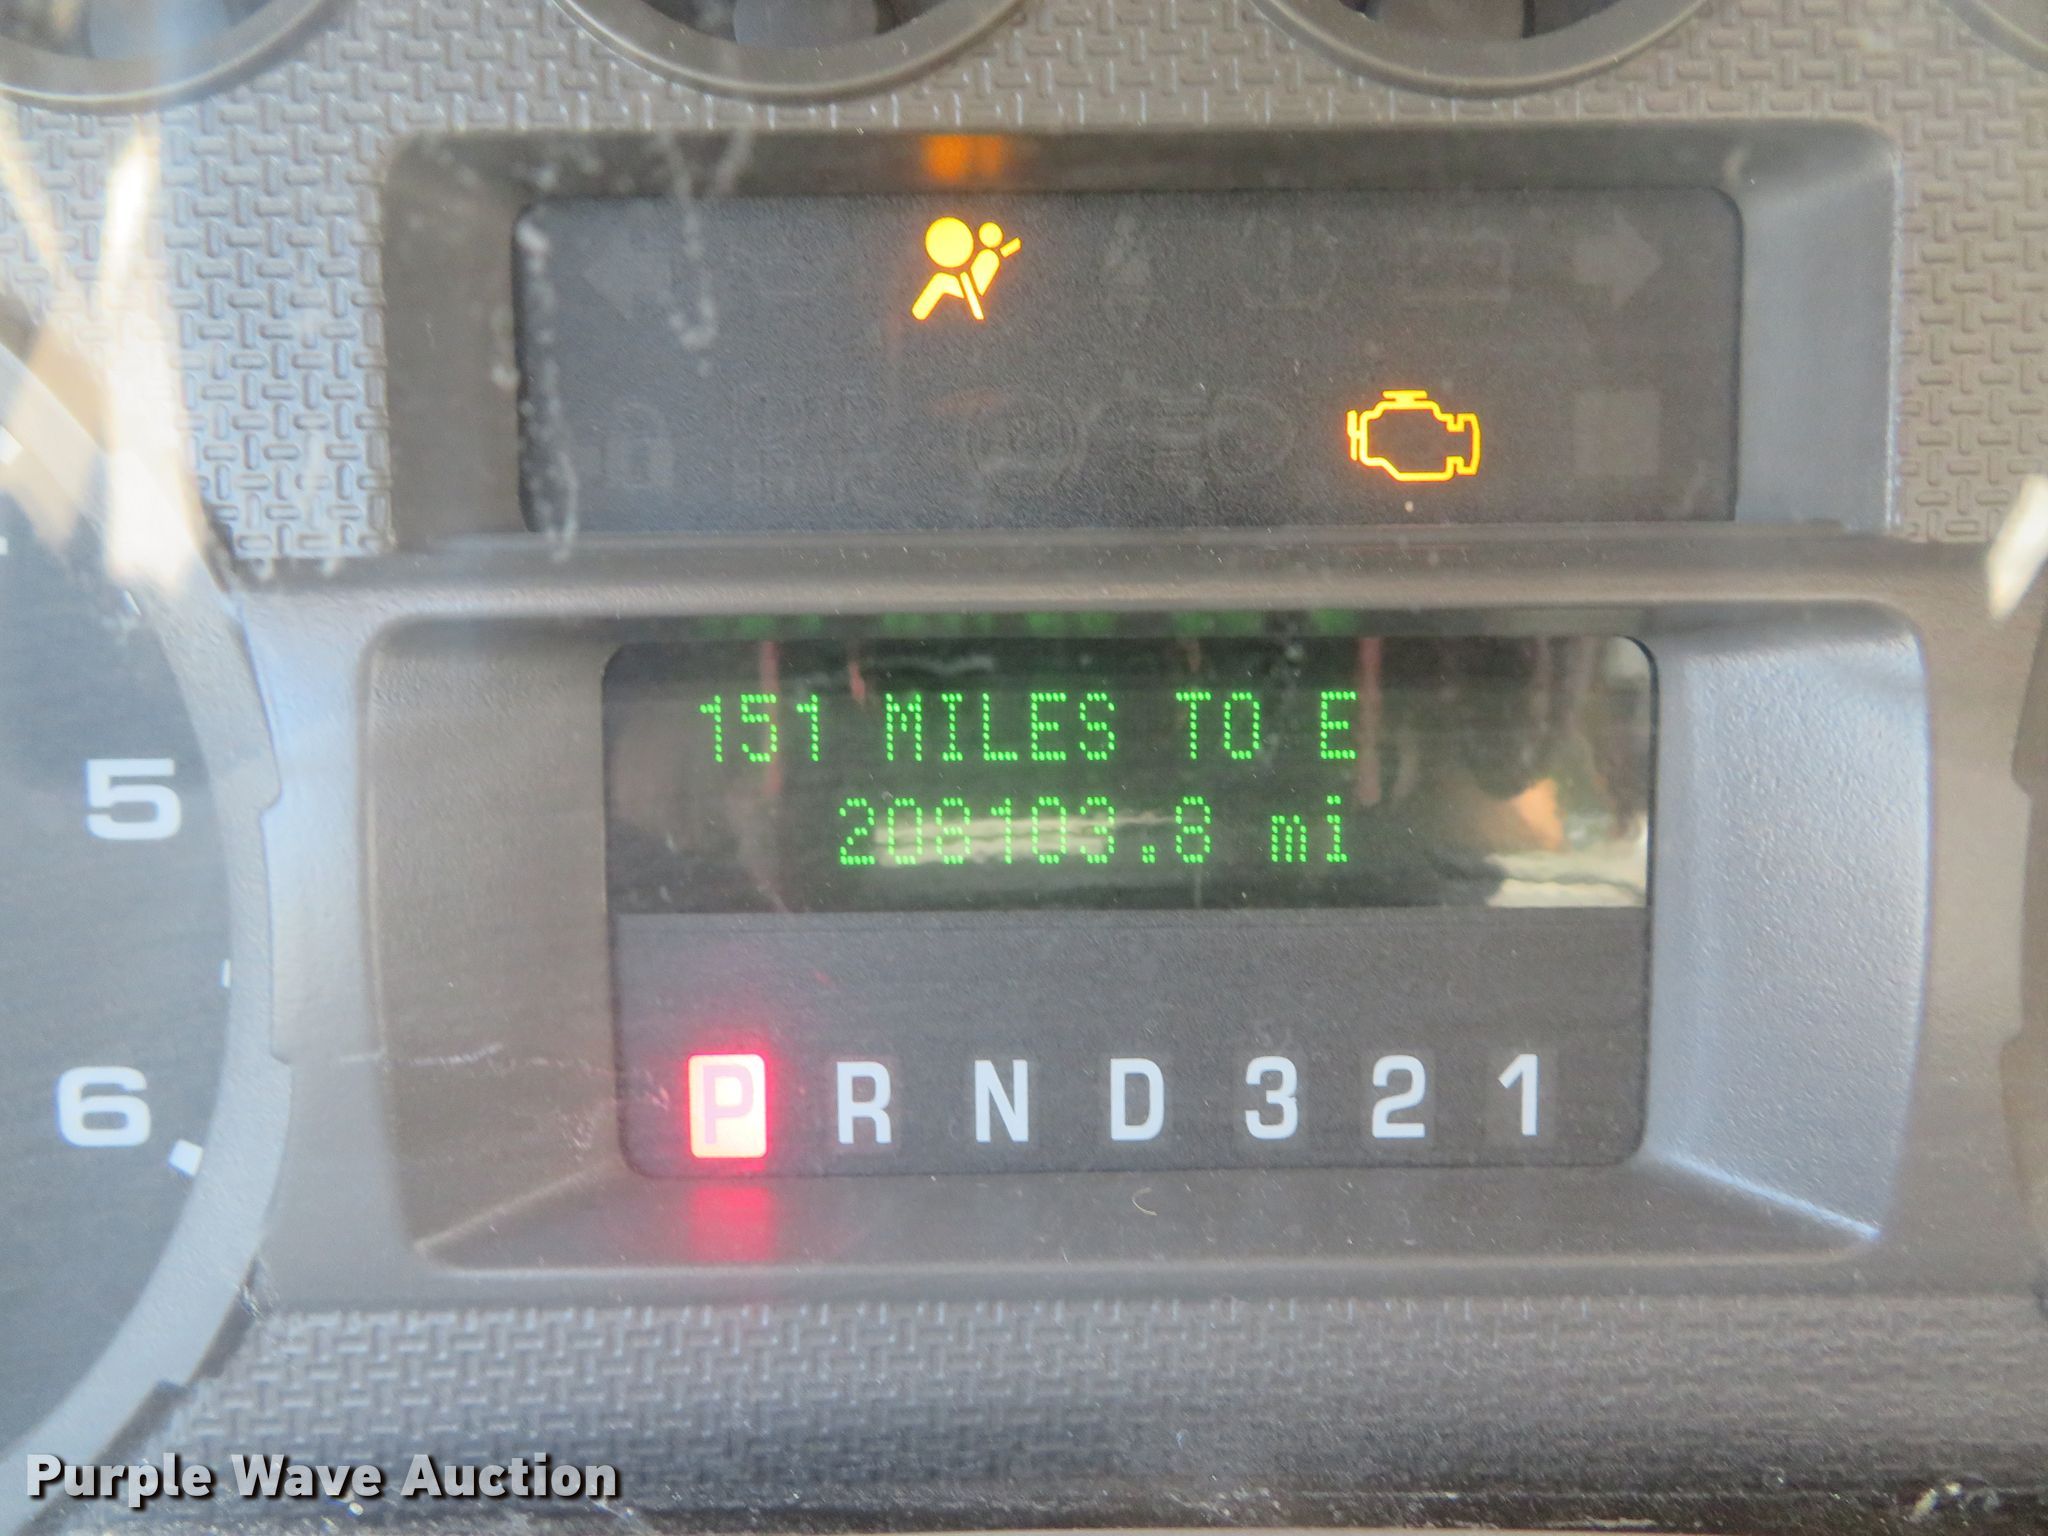 151 MILES TO E
208103.8 mi
5
6
P R N D 3 2 1
Purple Wave Auction